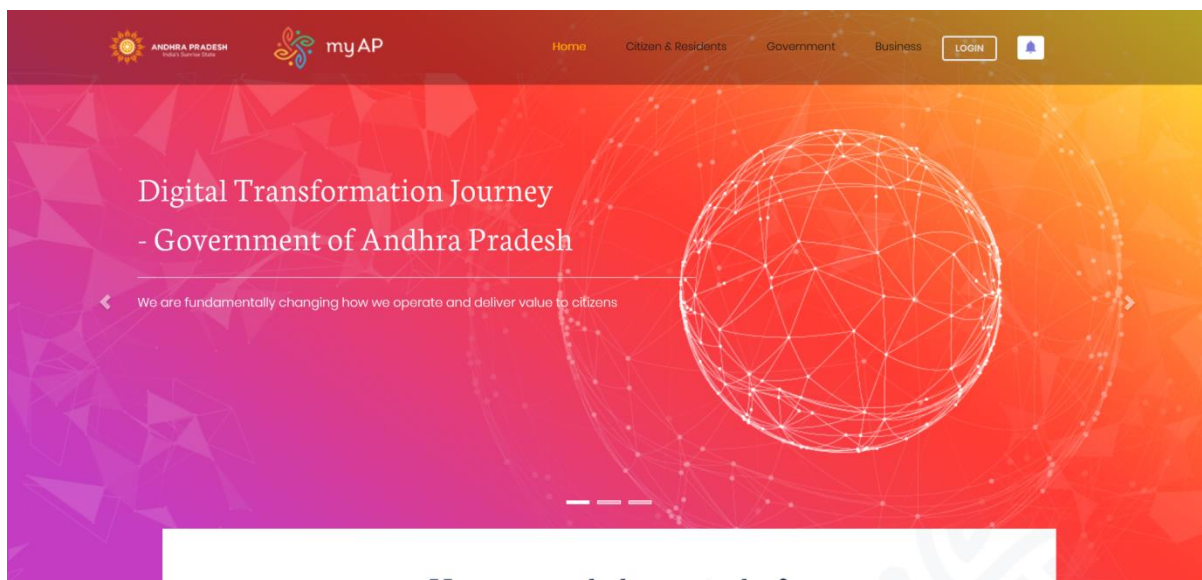 ANDHRA PRADESH
India's Sunrise State
myAP
Home Citizen & Residents Government Business LOGIN
Digital Transformation Journey
- Government of Andhra Pradesh
We are fundamentally changing how we operate and deliver value to citizens